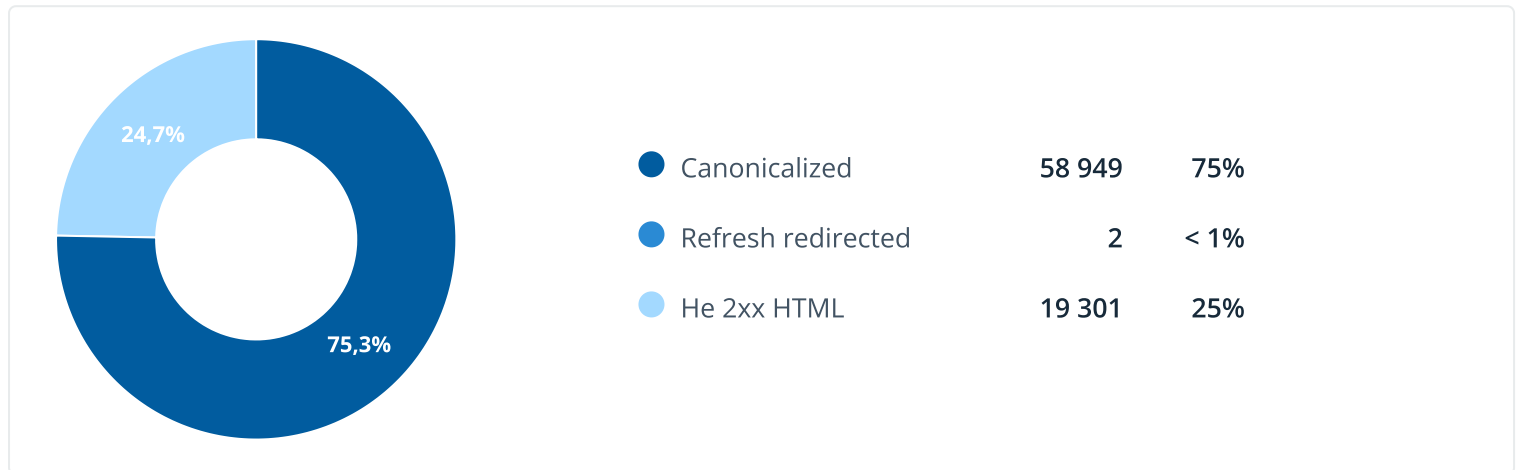 24,7%
75,3%
Canonicalized 58 949 75%
Refresh redirected 2 < 1%
Не 2xx HTML 19 301 25%